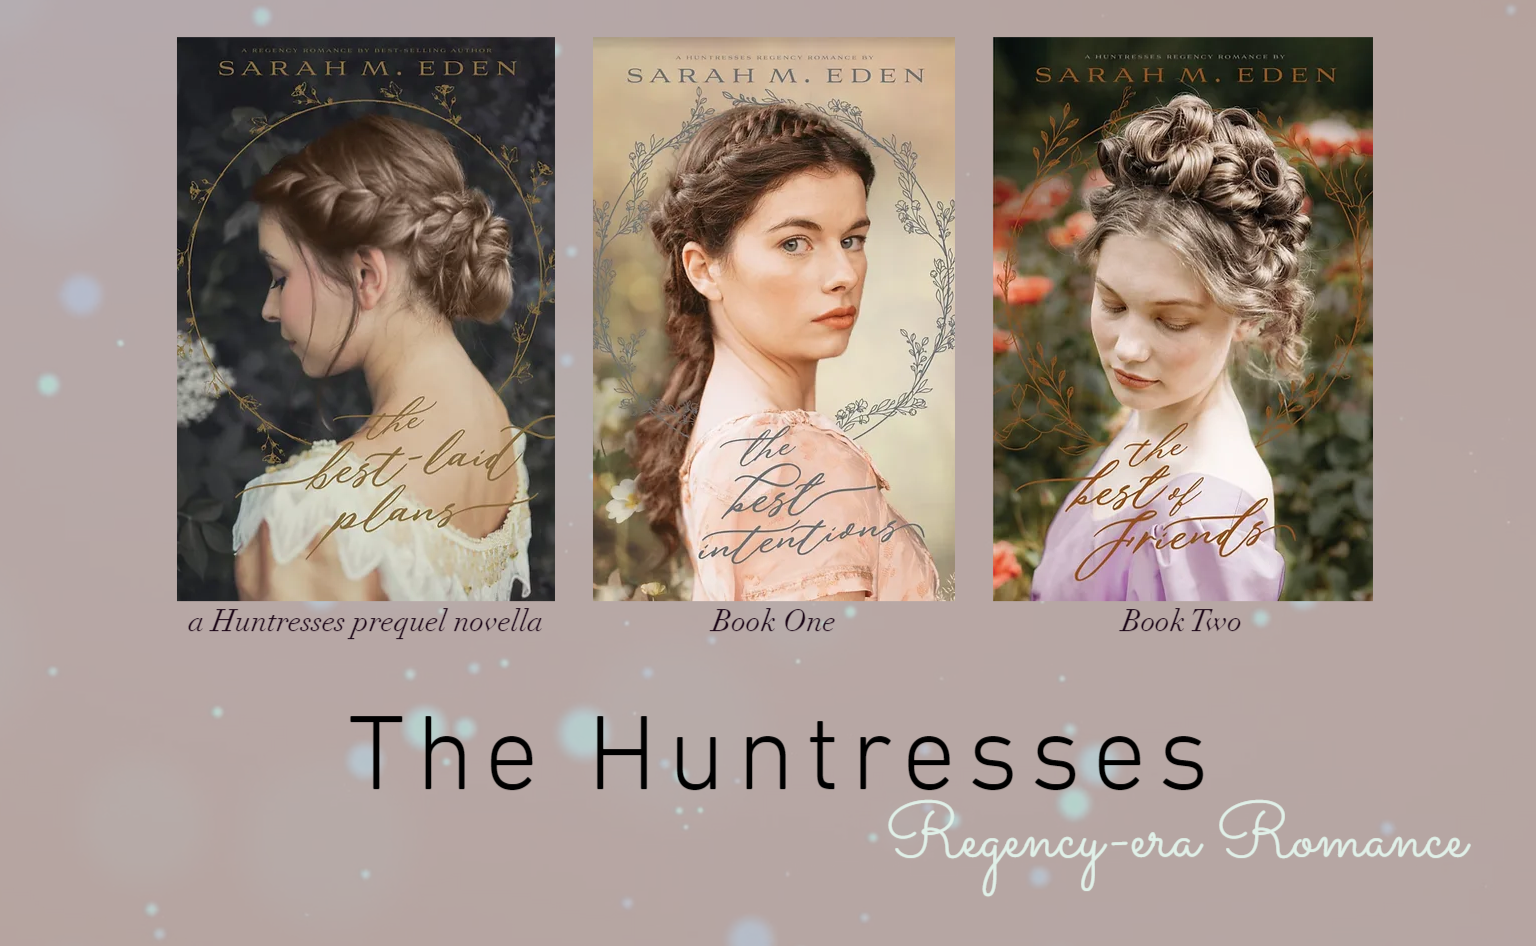 A REGENCY ROMANCE BY BEST-SELLING AUTHOR
SARAH M. EDEN
the
best-laid
plans
a Huntresses prequel novella
A HUNTRESSES REGENCY ROMANCE BY
SARAH M. EDEN
the
best
intentions
Book One
A HUNTRESSES REGENCY ROMANCE BY
SARAH M. EDEN
the
best of
Friends
Book Two
The Huntresses
Regency-era Romance